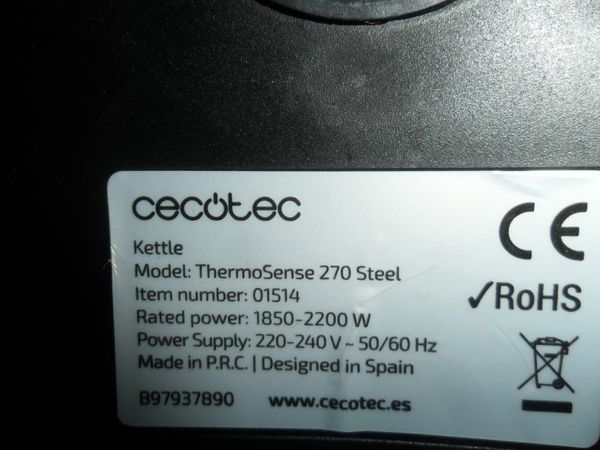 cecotec
Kettle
Model: ThermoSense 270 Steel
Item number: 01514
Rated power: 1850-2200 W
Power Supply: 220-240 V ~ 50/60 Hz
Made in P.R.C. | Designed in Spain
B97937890 www.cecotec.es
CE
✓RoHS